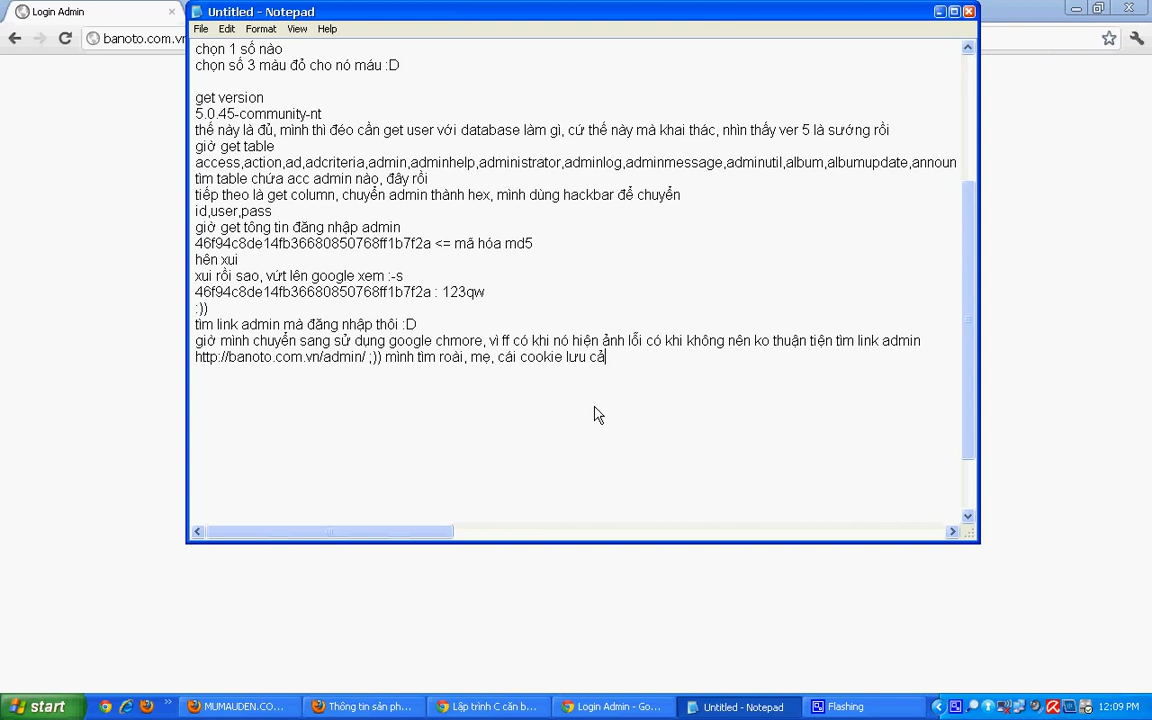 Login Admin
banoto.com.vn
Untitled - Notepad
File Edit Format View Help
chọn 1 số nào
chọn số 3 màu đỏ cho nó máu :D
get version
5.0.45-community-nt
thế này là đủ, mình thì đéo cần get user với database làm gì, cứ thế này mà khai thác, nhìn thấy ver 5 là sướng rồi
giờ get table
access,action,ad,adcriteria,admin,adminhelp,administrator,adminlog,adminmessage,adminutil,album,albumupdate,announ
tìm table chứa acc admin nào, đây rồi
tiếp theo là get column, chuyển admin thành hex, mình dùng hackbar để chuyển
id,user,pass
giờ get tông tin đăng nhập admin
46f94c8de14fb36680850768ff1b7f2a <= mã hóa md5
hên xui
xui rồi sao, vứt lên google xem :-s
46f94c8de14fb36680850768ff1b7f2a : 123qw
:))
tìm link admin mà đăng nhập thôi :D
giờ mình chuyển sang sử dụng google chmore, vì ff có khi nó hiện ảnh lỗi có khi không nên ko thuận tiện tìm link admin
http://banoto.com.vn/admin/ ;)) mình tìm roài, mẹ, cái cookie lưu cả
start
MUMAUDEN.CO...
Thông tin sản ph...
Lập trình C căn b...
Login Admin - Go...
Untitled - Notepad
Flashing
12:09 PM